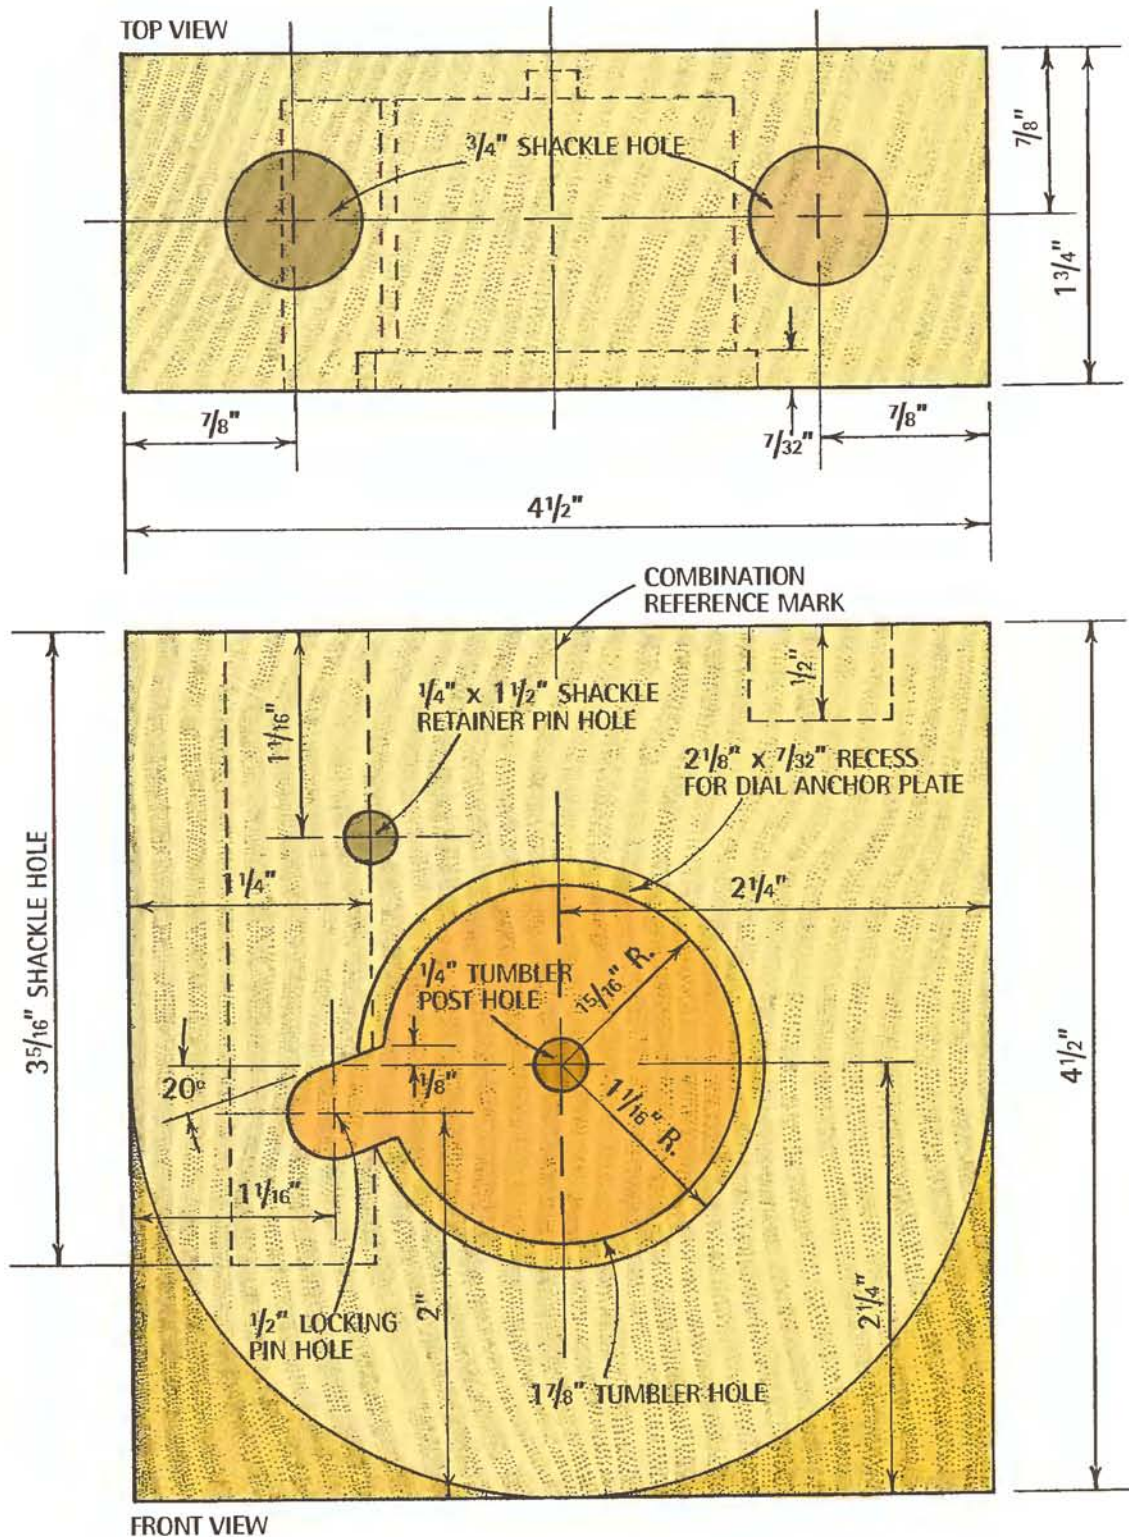 TOP VIEW
3/4" SHACKLE HOLE
7/8"
1 3/4"
7/8"
7/32"
7/8"
4 1/2"
COMBINATION
REFERENCE MARK
1/4" x 1 1/2" SHACKLE
RETAINER PIN HOLE
1/2"
1 1/16"
2 1/8" x 7/32" RECESS
FOR DIAL ANCHOR PLATE
3 5/16" SHACKLE HOLE
1 1/4"
2 1/4"
1/4" TUMBLER
POST HOLE
15/16" R.
4 1/2"
20°
1/8"
1 1/16" R.
1 1/16"
2"
2 1/4"
1/2" LOCKING
PIN HOLE
1 7/8" TUMBLER HOLE
FRONT VIEW